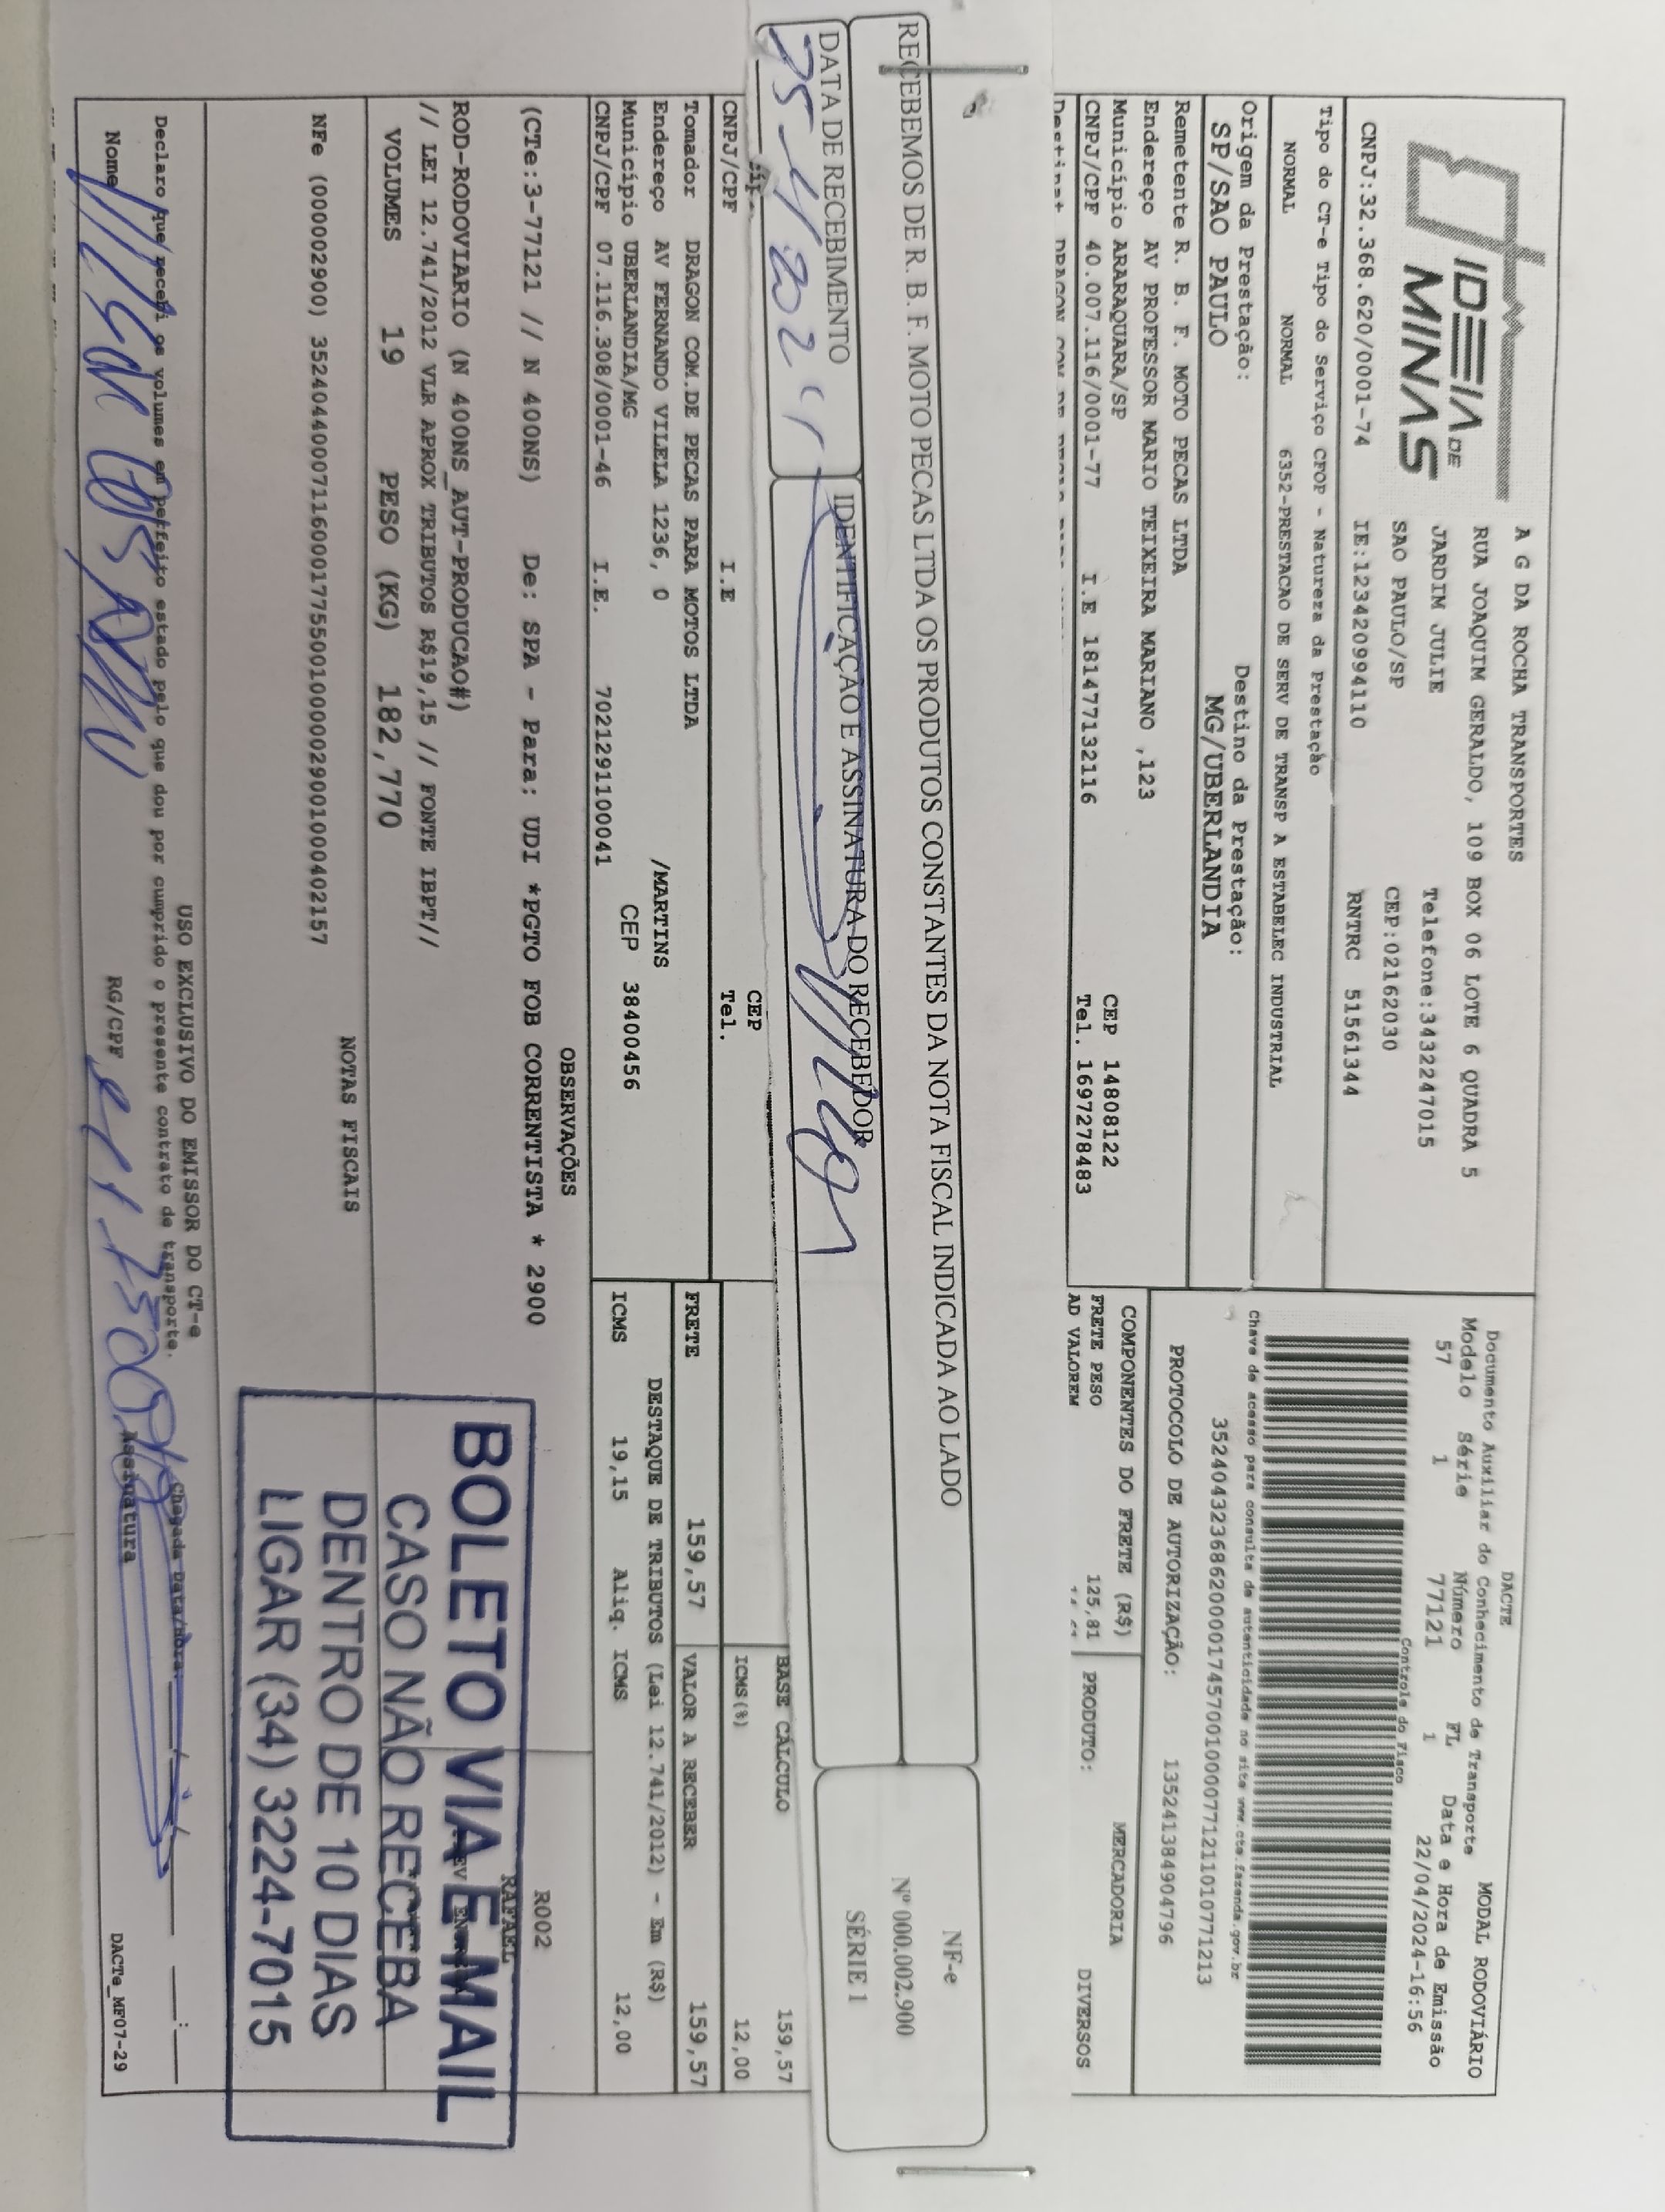 IDEIA DE
MINAS
A G DA ROCHA TRANSPORTES
RUA JOAQUIM GERALDO, 109 BOX 06 LOTE 6 QUADRA 5
JARDIM JULIE Telefone:3432247015
SAO PAULO/SP CEP:02162030
CNPJ:32.368.620/0001-74 IE:123420994110 RNTRC 51561344
DACTE
Documento Auxiliar do Conhecimento de Transporte MODAL RODOVIÁRIO
Modelo Série Número FL Data e Hora de Emissão
57 1 77121 1 22/04/2024-16:56
Controle do Fisco
Tipo do CT-e Tipo do Serviço CFOP - Natureza da Prestação
NORMAL NORMAL 6352-PRESTACAO DE SERV DE TRANSP A ESTABELEC INDUSTRIAL
Chave de acesso para consulta de autenticidade no site www.cte.fazenda.gov.br
35240432368620000174570010000771211010771213
Origem da Prestação: Destino da Prestação:
SP/SAO PAULO MG/UBERLANDIA
PROTOCOLO DE AUTORIZAÇÃO: 135241384904796
Remetente R. B. F. MOTO PECAS LTDA
Endereço AV PROFESSOR MARIO TEIXEIRA MARIANO ,123
Município ARARAQUARA/SP CEP 14808122
CNPJ/CPF 40.007.116/0001-77 I.E 181477132116 Tel. 1697278483
COMPONENTES DO FRETE (R$) MERCADORIA
FRETE PESO 125,81 PRODUTO: DIVERSOS
AD VALOREM
RECEBEMOS DE R. B. F. MOTO PECAS LTDA OS PRODUTOS CONSTANTES DA NOTA FISCAL INDICADA AO LADO
DATA DE RECEBIMENTO IDENTIFICAÇÃO E ASSINATURA DO RECEBEDOR
NF-e
Nº 000.002.900
SÉRIE 1
CEP
CNPJ/CPF I.E Tel.
BASE CÁLCULO 159,57
ICMS(%) 12,00
Tomador DRAGON COM.DE PECAS PARA MOTOS LTDA
Endereço AV FERNANDO VILELA 1236, 0 /MARTINS
Município UBERLANDIA/MG CEP 38400456
CNPJ/CPF 07.116.308/0001-46 I.E. 7021291100041
FRETE 159,57 VALOR A RECEBER 159,57
DESTAQUE DE TRIBUTOS (Lei 12.741/2012) - Em (R$)
ICMS 19,15 Aliq. ICMS 12,00
OBSERVAÇÕES
(CTe:3-77121 // N 40ONS) De: SPA - Para: UDI *PGTO FOB CORRENTISTA * 2900
R002
RAFAEL
ROD-RODOVIARIO (N 40ONS_AUT-PRODUCAO#)
// LEI 12.741/2012 VLR APROX TRIBUTOS R$19,15 // FONTE IBPT//
VOLUMES 19 PESO (KG) 182,770
NOTAS FISCAIS
NFe (000002900) 35240440007116000177550010000029001000402157
BOLETO VIA E MAIL
CASO NÃO RECEBA
DENTRO DE 10 DIAS
LIGAR (34) 3224-7015
USO EXCLUSIVO DO EMISSOR DO CT-e
Declaro que recebi os volumes em perfeito estado pelo que dou por cumprido o presente contrato de transporte.
Chegada Data/Hora:
Nome RG/CPF Assinatura
DACTe_MF07-29